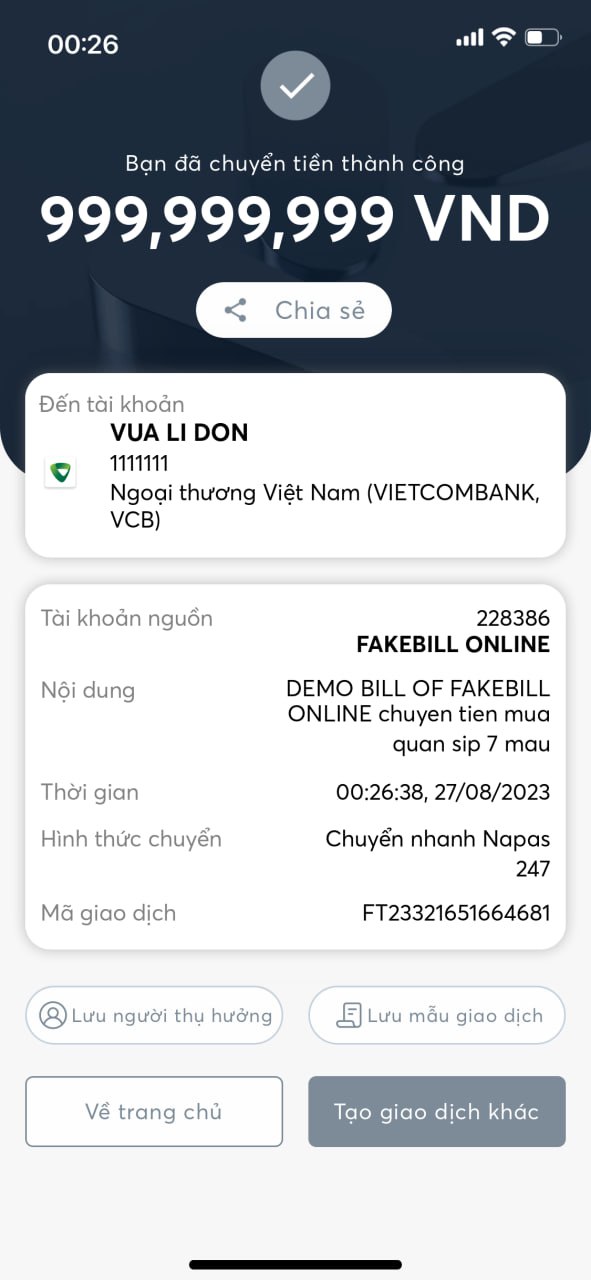 00:26
Bạn đã chuyển tiền thành công
999,999,999 VND
Chia sẻ
Đến tài khoản
VUA LI DON
1111111
Ngoại thương Việt Nam (VIETCOMBANK,
VCB)
Tài khoản nguồn 228386
FAKEBILL ONLINE
Nội dung DEMO BILL OF FAKEBILL
ONLINE chuyen tien mua
quan sip 7 mau
Thời gian 00:26:38, 27/08/2023
Hình thức chuyển Chuyển nhanh Napas
247
Mã giao dịch FT23321651664681
Lưu người thụ hưởng Lưu mẫu giao dịch
Về trang chủ Tạo giao dịch khác